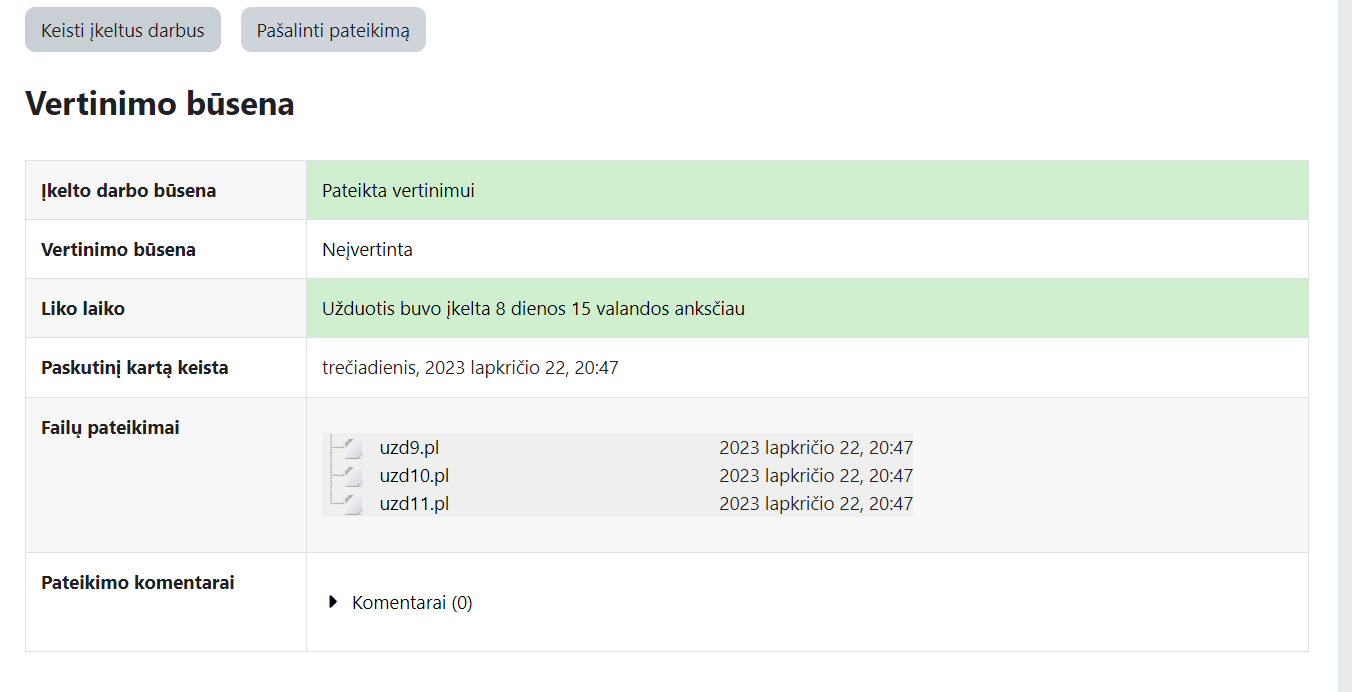 Keisti įkeltus darbus Pašalinti pateikimą
Vertinimo būsena
Įkelto darbo būsena Pateikta vertinimui
Vertinimo būsena Neįvertinta
Liko laiko Užduotis buvo įkelta 8 dienos 15 valandos anksčiau
Paskutinį kartą keista trečiadienis, 2023 lapkričio 22, 20:47
Failų pateikimai
uzd9.pl 2023 lapkričio 22, 20:47
uzd10.pl 2023 lapkričio 22, 20:47
uzd11.pl 2023 lapkričio 22, 20:47
Pateikimo komentarai
Komentarai (0)